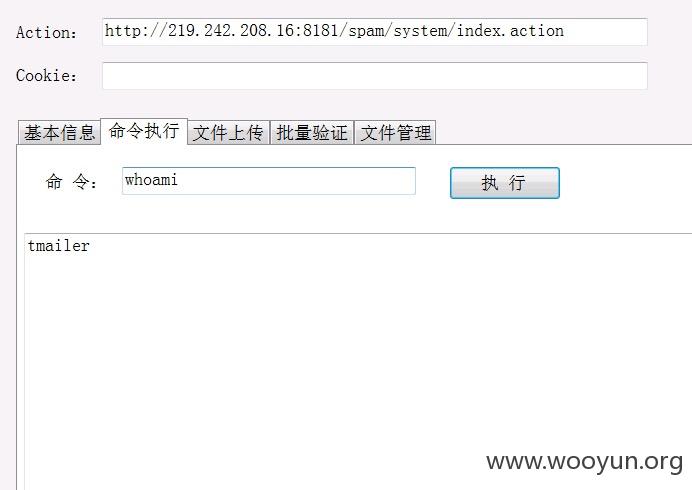 Action: http://219.242.208.16:8181/spam/system/index.action
Cookie:
基本信息 命令执行 文件上传 批量验证 文件管理
命 令: whoami 执 行
tmailer
www.wooyun.org